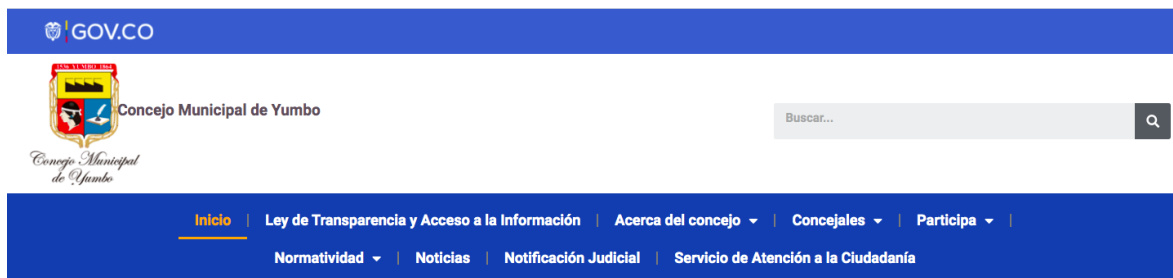 GOV.CO
1536 YUMBO 1864
Concejo Municipal de Yumbo
Buscar...
Concejo Municipal
de Yumbo
Inicio | Ley de Transparencia y Acceso a la Información | Acerca del concejo | Concejales | Participa |
Normatividad | Noticias | Notificación Judicial | Servicio de Atención a la Ciudadanía